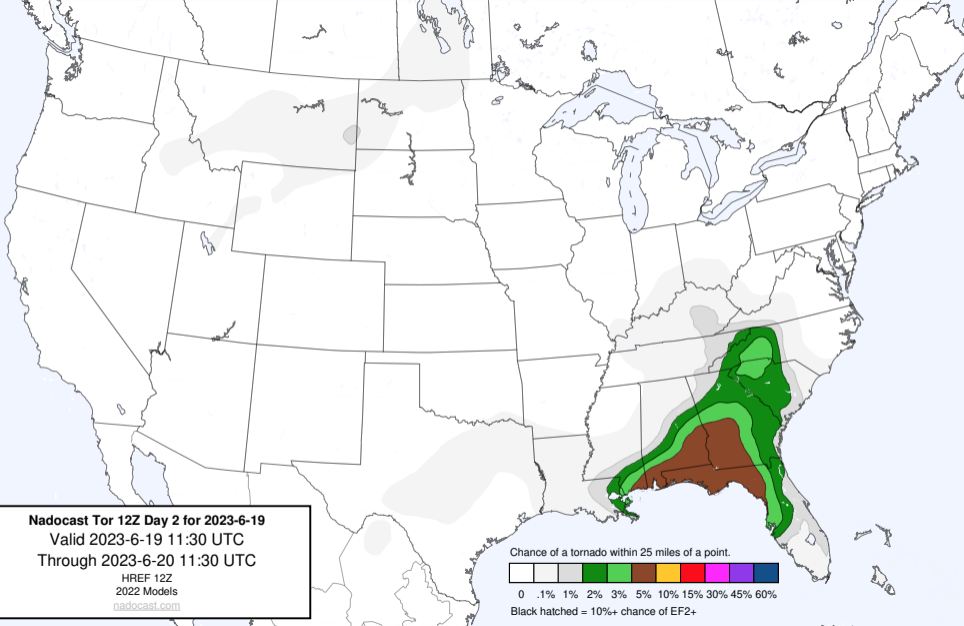 Nadocast Tor 12Z Day 2 for 2023-6-19
Valid 2023-6-19 11:30 UTC
Through 2023-6-20 11:30 UTC
HREF 12Z
2022 Models
nadocast.com
Chance of a tornado within 25 miles of a point.
0 .1% 1% 2% 3% 5% 10% 15% 30% 45% 60%
Black hatched = 10%+ chance of EF2+